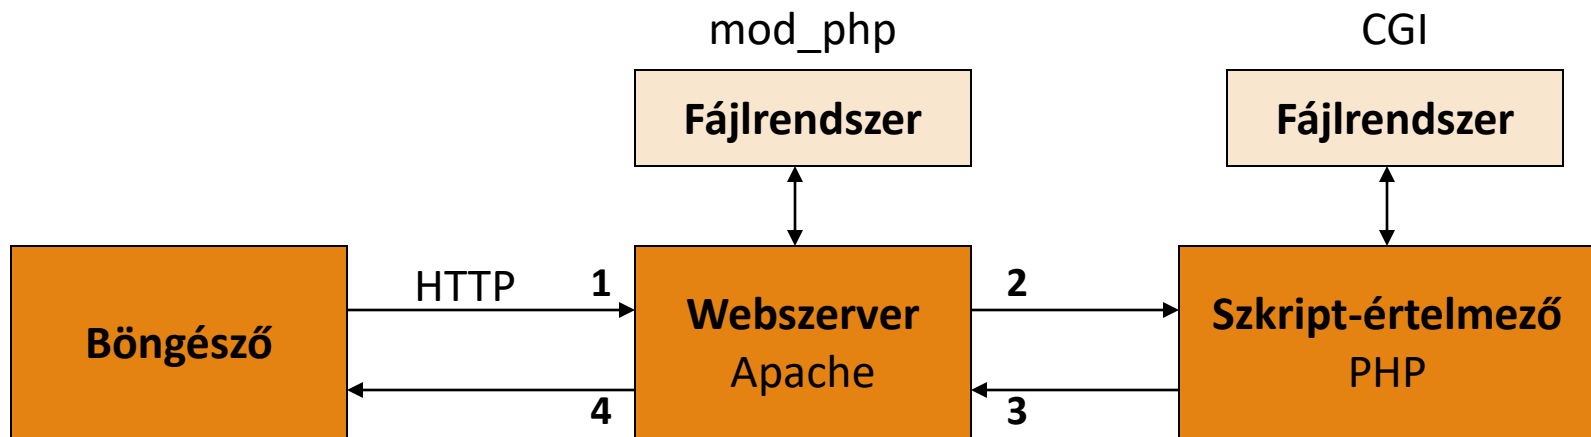 mod_php
CGI
Fájlrendszer
Fájlrendszer
HTTP
1
2
Böngésző
Webszerver
Apache
Szkript-értelmező
PHP
4
3